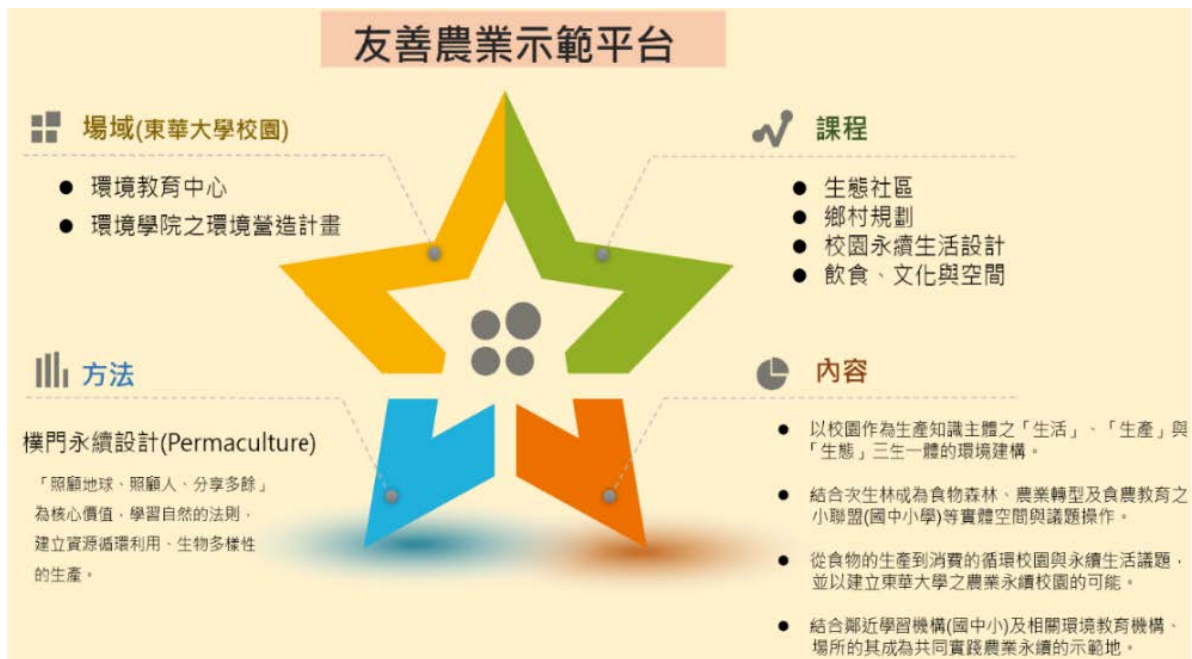 友善農業示範平台
場域(東華大學校園)
● 環境教育中心
● 環境學院之環境營造計畫
課程
● 生態社區
● 鄉村規劃
● 校園永續生活設計
● 飲食、文化與空間
方法
樸門永續設計(Permaculture)
「照顧地球、照顧人、分享多餘」
為核心價值，學習自然的法則，
建立資源循環利用、生物多樣性
的生產。
內容
● 以校園作為生產知識主體之「生活」、「生產」與
「生態」三生一體的環境建構。
● 結合次生林成為食物森林、農業轉型及食農教育之
小聯盟(國中小學)等實體空間與議題操作。
● 從食物的生產到消費的循環校園與永續生活議題，
並以建立東華大學之農業永續校園的可能。
● 結合鄰近學習機構(國中小)及相關環境教育機構、
場所的其成為共同實踐農業永續的示範地。